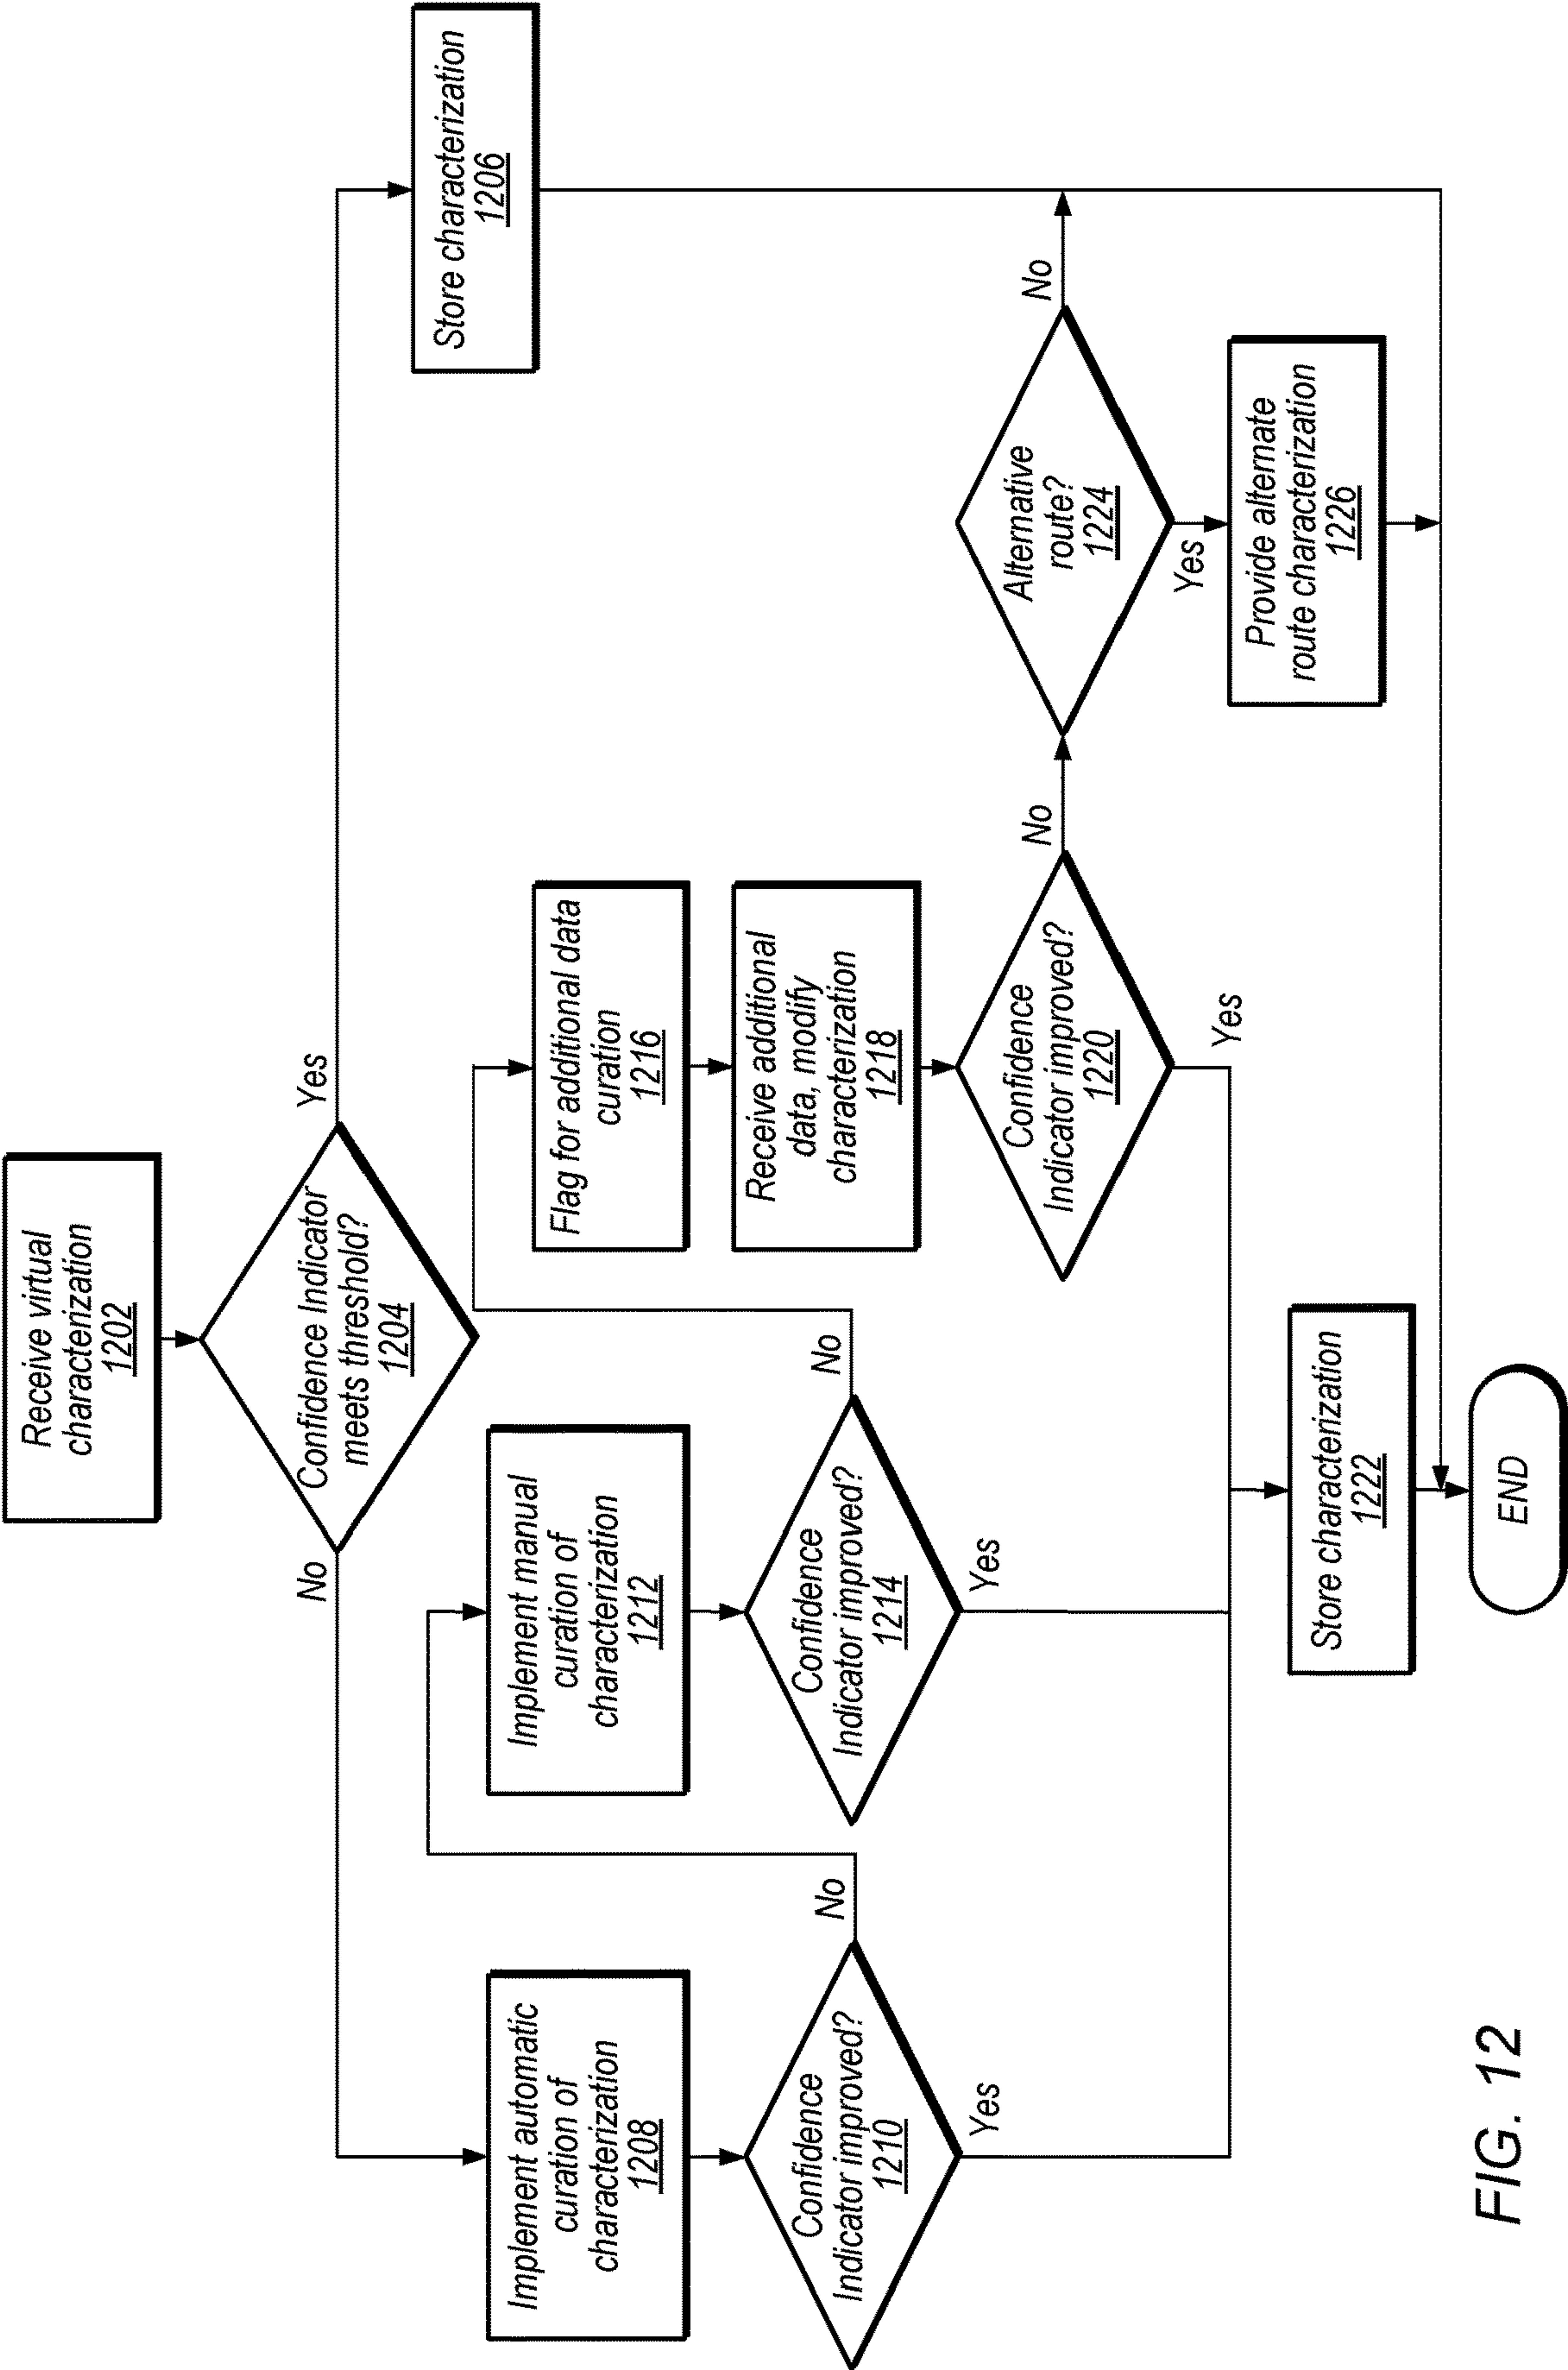 Receive virtual
characterization
1202
Confidence Indicator
meets threshold?
1204
No
Yes
Store characterization
1206
Implement automatic
curation of
characterization
1208
Confidence
Indicator improved?
1210
No
Yes
Implement manual
curation of
characterization
1212
Confidence
Indicator improved?
1214
No
Yes
Flag for additional data
curation
1216
Receive additional
data, modify
characterization
1218
Confidence
Indicator improved?
1220
No
Yes
Alternative
route?
1224
No
Yes
Provide alternate
route characterization
1226
Store characterization
1222
END
FIG. 12